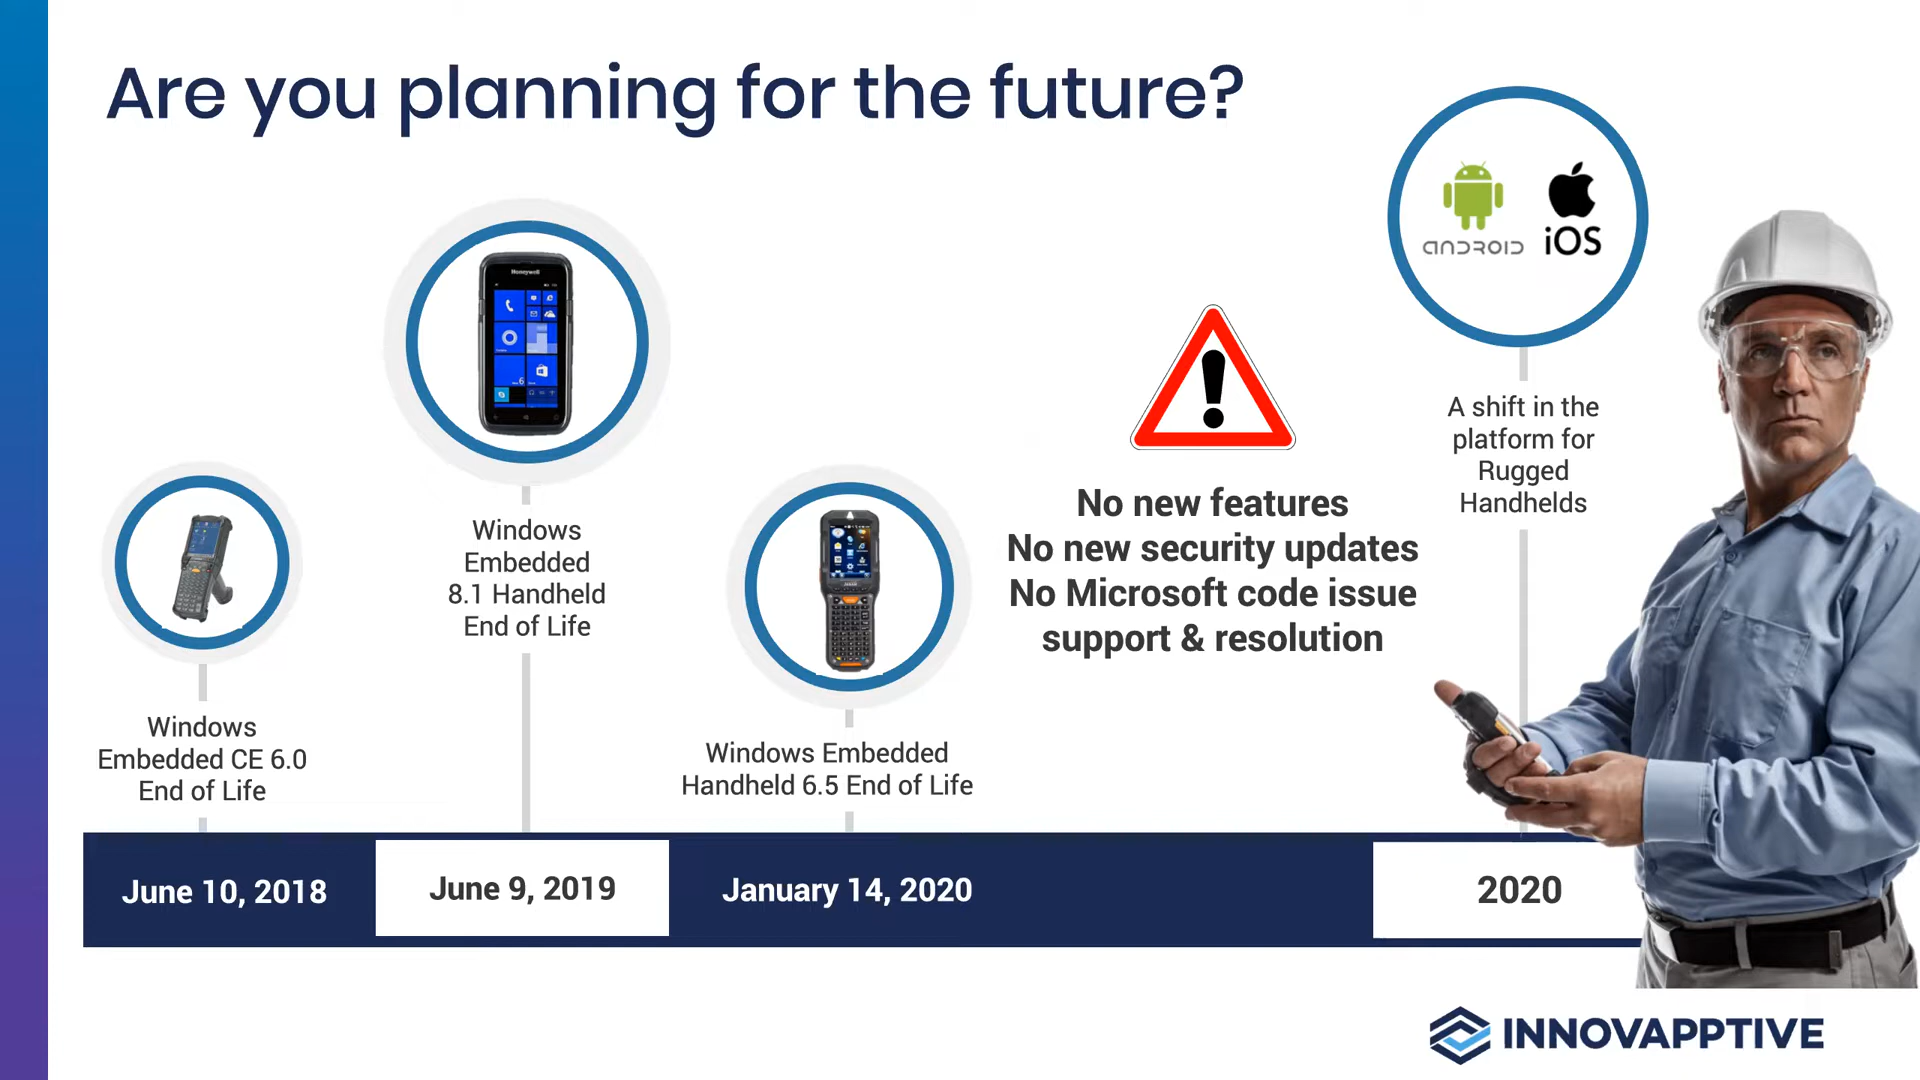 Are you planning for the future?
Honeywell
ANDROID
iOS
Windows
Embedded CE 6.0
End of Life
Windows
Embedded
8.1 Handheld
End of Life
Windows Embedded
Handheld 6.5 End of Life
No new features
No new security updates
No Microsoft code issue
support & resolution
A shift in the
platform for
Rugged
Handhelds
June 10, 2018
June 9, 2019
January 14, 2020
2020
INNOVAPPTIVE